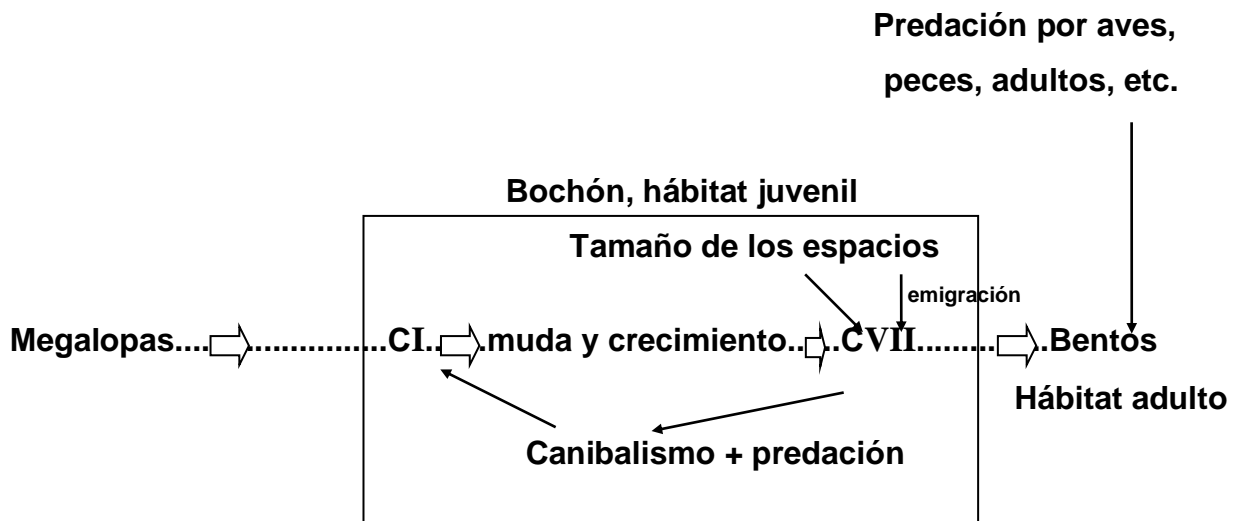 Predación por aves,
peces, adultos, etc.
Bochón, hábitat juvenil
Tamaño de los espacios
emigración
Megalopas....................CI.. .muda y crecimiento.. ..CVII......... ..Bentos
Hábitat adulto
Canibalismo + predación